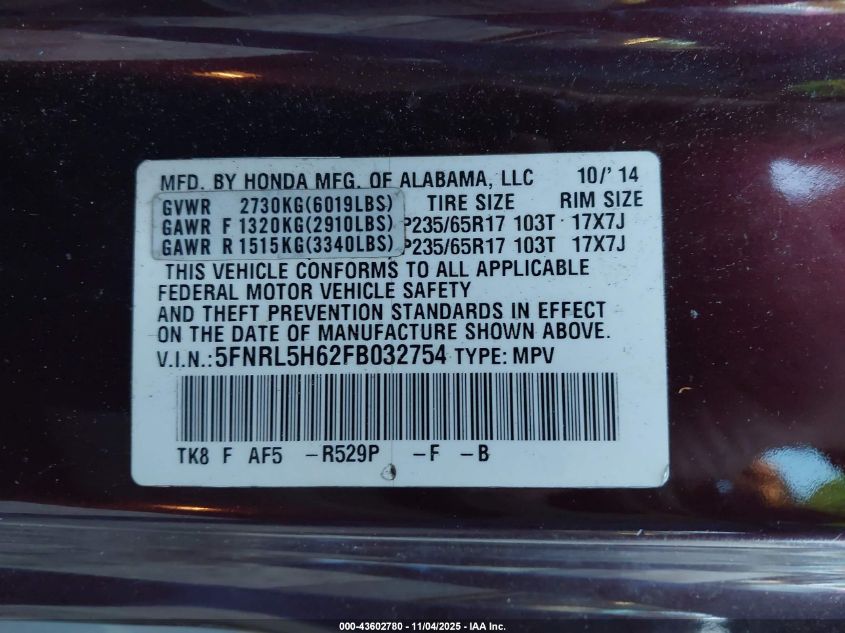 MFD. BY HONDA MFG. OF ALABAMA, LLC 10/'14
GVWR 2730KG(6019LBS) TIRE SIZE RIM SIZE
GAWR F 1320KG(2910LBS) P235/65R17 103T 17X7J
GAWR R 1515KG(3340LBS) P235/65R17 103T 17X7J
THIS VEHICLE CONFORMS TO ALL APPLICABLE
FEDERAL MOTOR VEHICLE SAFETY
AND THEFT PREVENTION STANDARDS IN EFFECT
ON THE DATE OF MANUFACTURE SHOWN ABOVE.
V.I.N.: 5FNRL5H62FB032754 TYPE: MPV
TK8 F AF5 -R529P -F -B
000-43602780 - 11/04/2025 - IAA Inc.